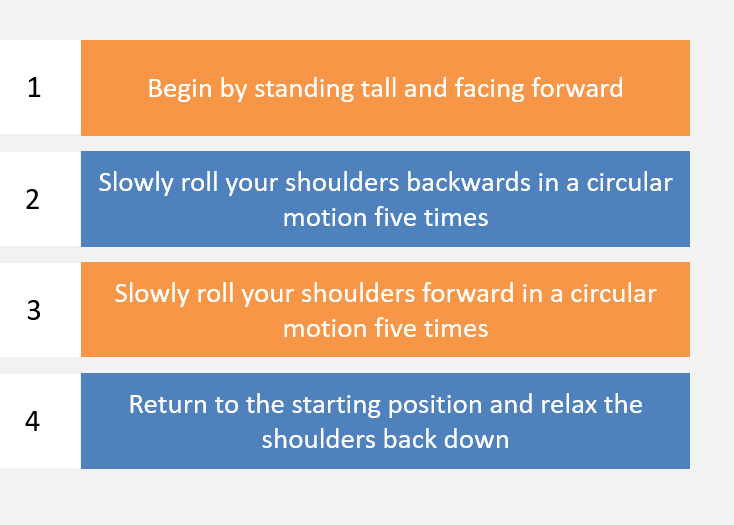 1
Begin by standing tall and facing forward
2
Slowly roll your shoulders backwards in a circular
motion five times
3
Slowly roll your shoulders forward in a circular
motion five times
4
Return to the starting position and relax the
shoulders back down